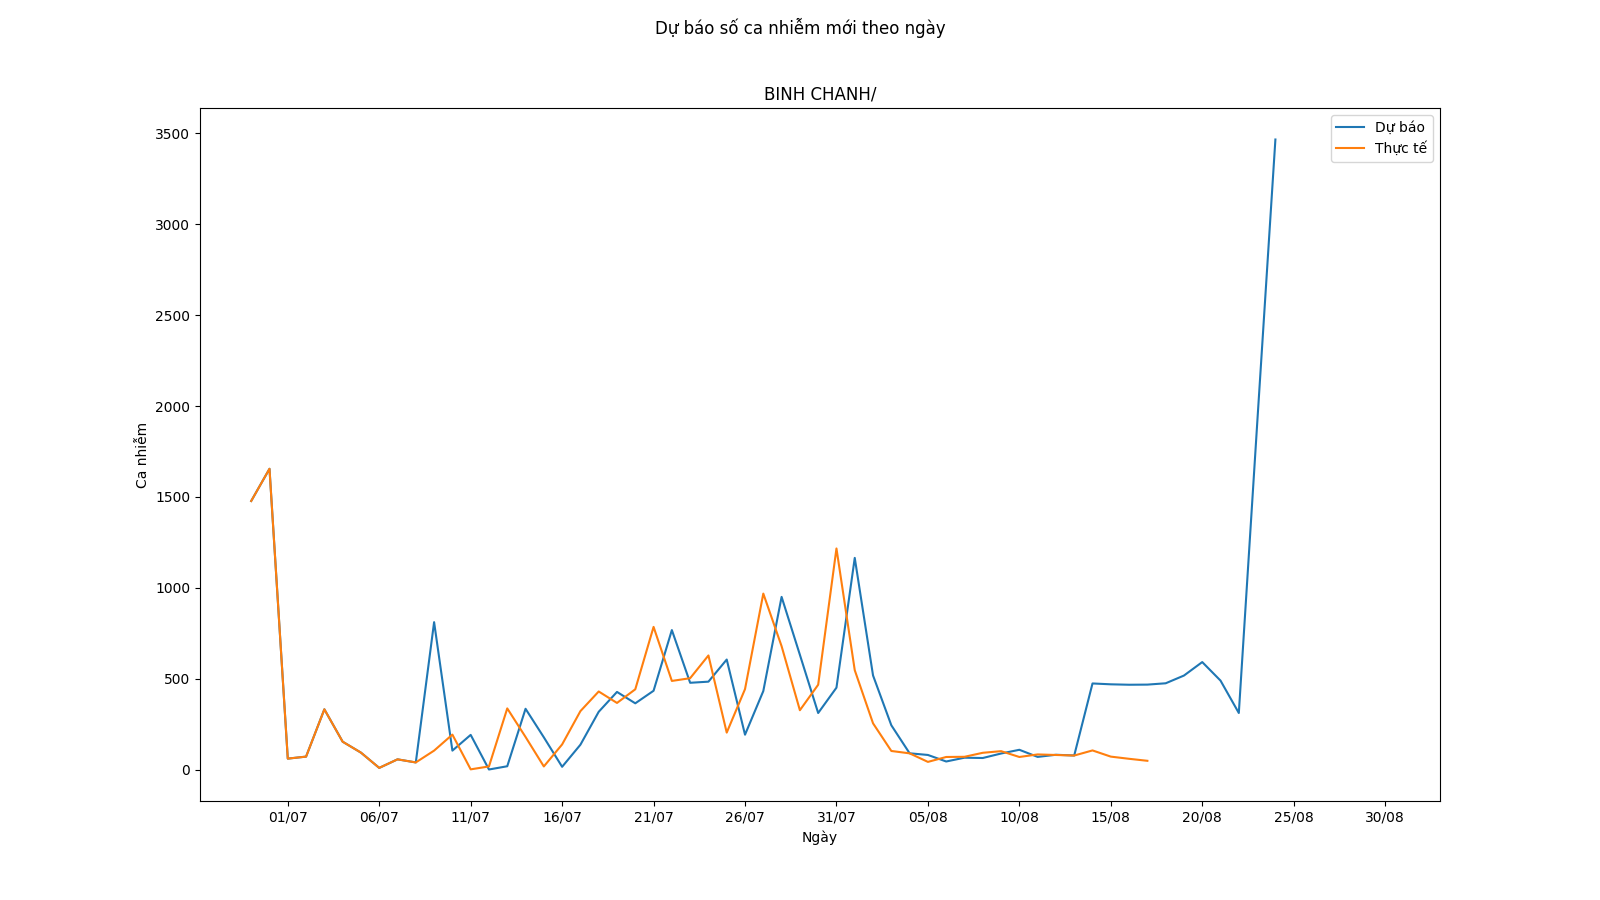 Dự báo số ca nhiễm mới theo ngày
BINH CHANH/
Dự báo
Thực tế
3500
3000
2500
2000
1500
1000
500
0
Ca nhiễm
01/07 06/07 11/07 16/07 21/07 26/07 31/07 05/08 10/08 15/08 20/08 25/08 30/08
Ngày